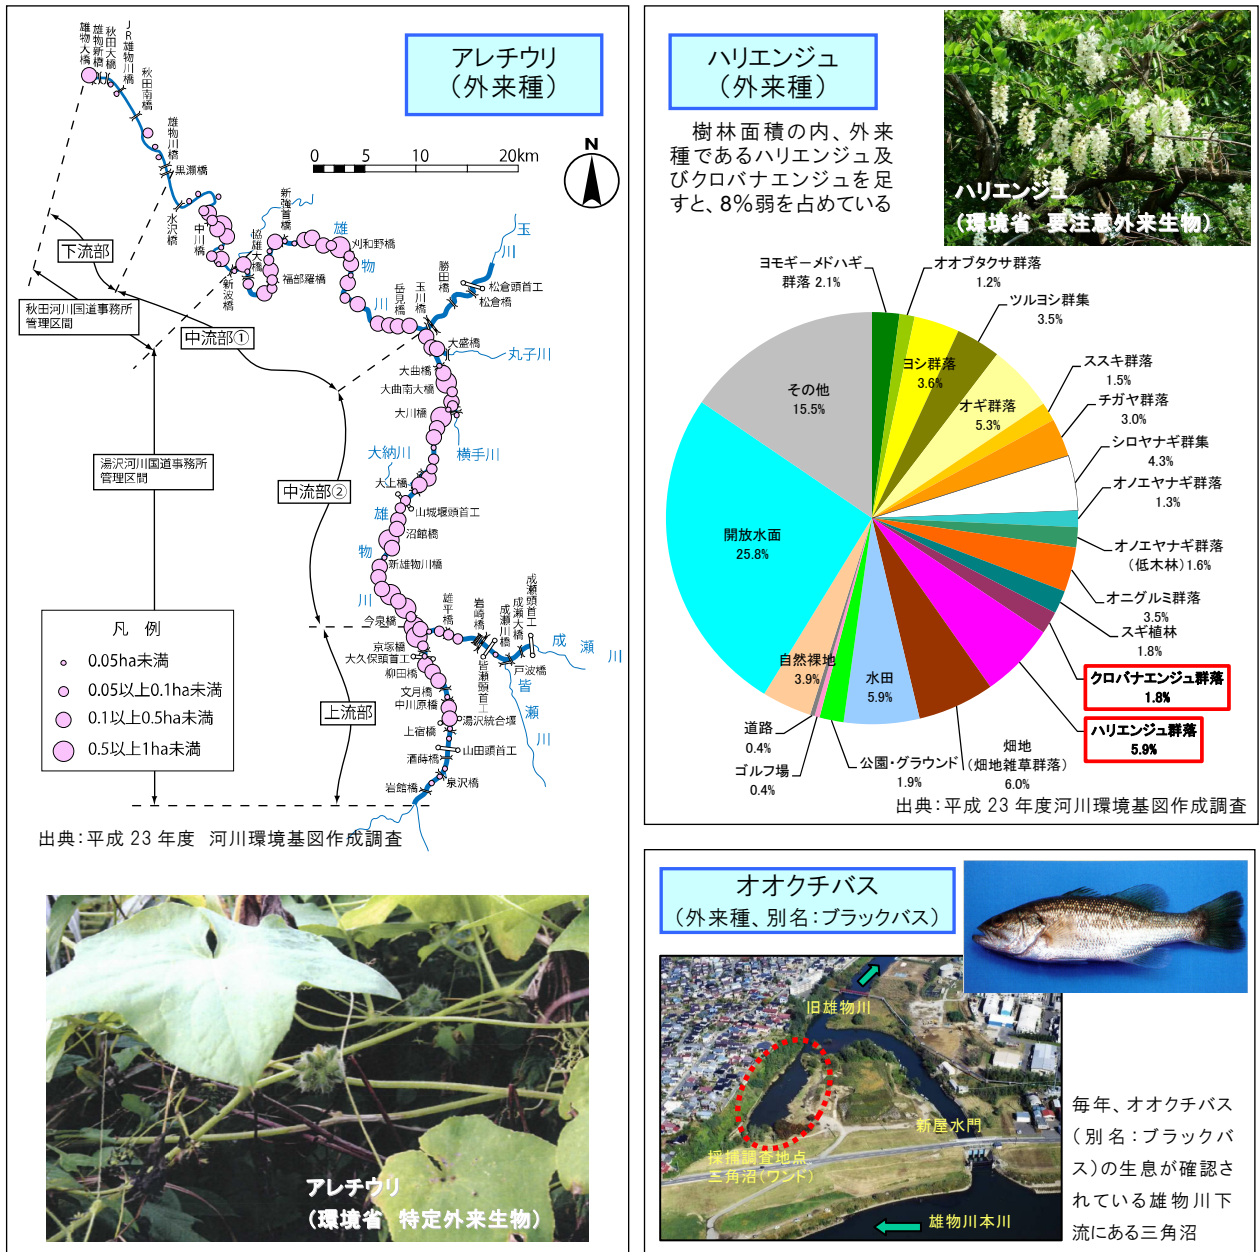 アレチウリ
（外来種）
雄物大橋
雄物新橋
秋田大橋
ＪＲ雄物川橋
秋田南橋
雄物川橋
黒瀬橋
水沢橋
中川橋
新波橋
協雄大橋
新強首橋
福部羅橋
刈和野橋
岳見橋
玉川橋
勝田橋
松倉頭首工
松倉橋
玉川
雄物川
0 5 10 20km
N
下流部
秋田河川国道事務所
管理区間
中流部①
大盛橋
丸子川
大曲橋
大曲南大橋
大川橋
横手川
大納川
湯沢河川国道事務所
管理区間
中流部②
大上橋
山城堰頭首工
沼館橋
雄物川
新雄物川橋
今泉橋
雄平橋
岩崎橋
成瀬川橋
成瀬大橋
成瀬頭首工
成瀬川
戸波橋
皆瀬頭首工
皆瀬川
京塚橋
大久保頭首工
柳田橋
文月橋
中川原橋
湯沢統合堰
上宿橋
山田頭首工
酒蒔橋
泉沢橋
岩館橋
上流部
凡 例
0.05ha未満
0.05以上0.1ha未満
0.1以上0.5ha未満
0.5以上1ha未満
出典：平成 23 年度 河川環境基図作成調査
アレチウリ
（環境省 特定外来生物）
ハリエンジュ
（外来種）
樹林面積の内、外来
種であるハリエンジュ及
びクロバナエンジュを足
すと、8％弱を占めている
ハリエンジュ
（環境省 要注意外来生物）
ヨモギーメドハギ
群落 2.1%
オオブタクサ群落
1.2%
ヨシ群落
3.6%
ツルヨシ群集
3.5%
オギ群落
5.3%
ススキ群落
1.5%
チガヤ群落
3.0%
シロヤナギ群集
4.3%
オノエヤナギ群落
1.3%
オノエヤナギ群落
（低木林）1.6%
オニグルミ群落
3.5%
スギ植林
1.8%
クロバナエンジュ群落
1.8%
ハリエンジュ群落
5.9%
畑地
（畑地雑草群落）
6.0%
水田
5.9%
公園・グラウンド
1.9%
ゴルフ場
0.4%
道路
0.4%
自然裸地
3.9%
開放水面
25.8%
その他
15.5%
出典：平成 23 年度河川環境基図作成調査
オオクチバス
（外来種、別名：ブラックバス）
旧雄物川
新屋水門
採捕調査地点
三角沼（ワンド）
雄物川本川
毎年、オオクチバス
（別名：ブラックバ
ス）の生息が確認さ
れている雄物川下
流にある三角沼